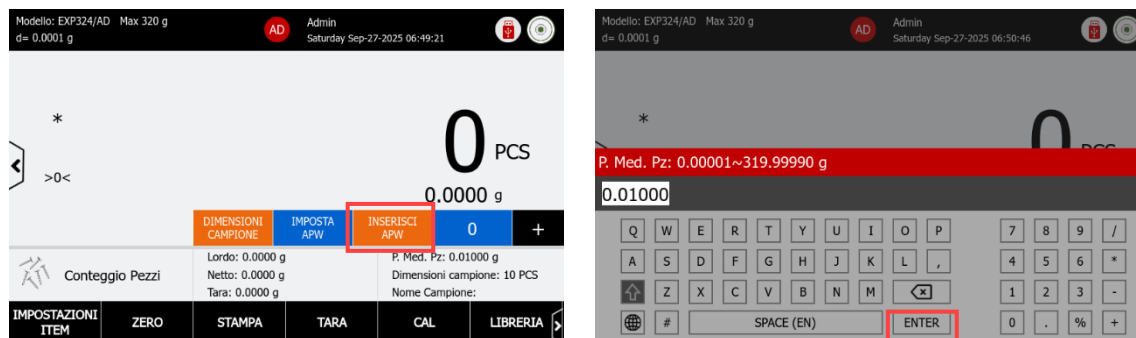 Modello: EXP324/AD Max 320 g
d= 0.0001 g
AD
Admin
Saturday Sep-27-2025 06:49:21
*
0 PCS
>0<
0.0000 g
DIMENSIONI CAMPIONE
IMPOSTA APW
INSERISCI APW
0
+
Conteggio Pezzi
Lordo: 0.0000 g
Netto: 0.0000 g
Tara: 0.0000 g
P. Med. Pz: 0.01000 g
Dimensioni campione: 10 PCS
Nome Campione:
IMPOSTAZIONI ITEM
ZERO
STAMPA
TARA
CAL
LIBRERIA
Modello: EXP324/AD Max 320 g
d= 0.0001 g
AD
Admin
Saturday Sep-27-2025 06:50:46
*
0 PCS
P. Med. Pz: 0.00001~319.99990 g
0.01000
Q W E R T Y U I O P 7 8 9 /
A S D F G H J K L , 4 5 6 *
Z X C V B N M 1 2 3 -
# SPACE (EN) ENTER 0 . % +